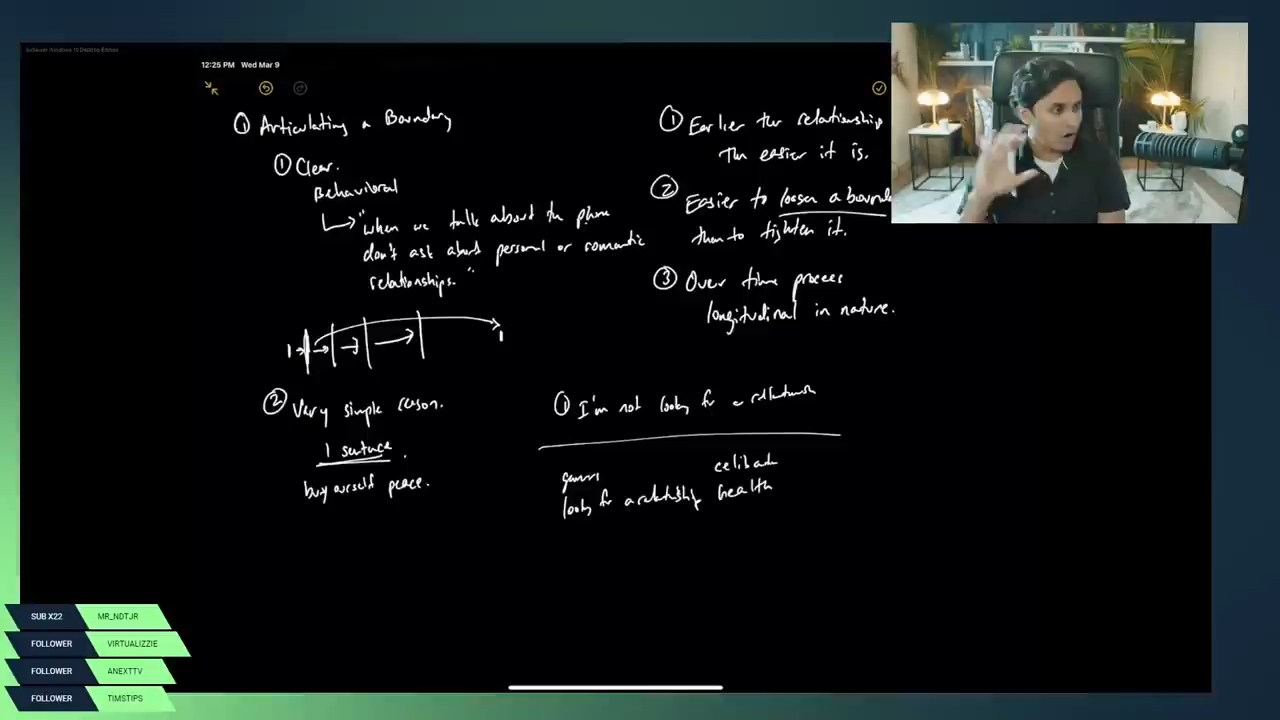 12:25 PM Wed Mar 9
① Articulating a Boundary
① Clear.
Behavioral
"when we talk about the phone
don't ask about personal or romantic
relationships."
② Very simple reason.
1 sentence.
buy ourself peace.
① Earlier the relationship
The easier it is.
② Easier to loosen a bound
than to tighten it.
③ Over time process
longitudinal in nature.
① I'm not looking for a relationship
looking for a relationship
celibate
health
SUB X22 MR_NDTJR
FOLLOWER VIRTUALIZZIE
FOLLOWER ANEXTTV
FOLLOWER TIMSTIPS